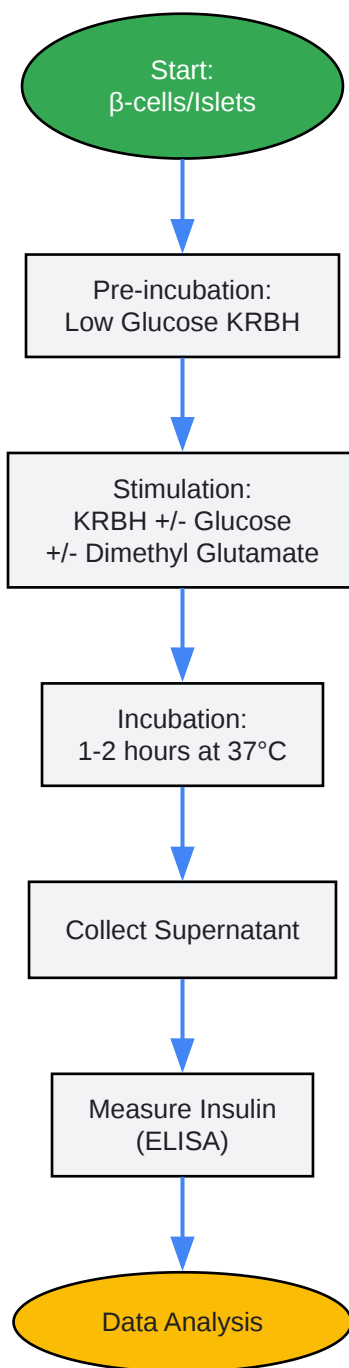 Start:
β-cells/Islets
Pre-incubation:
Low Glucose KRBH
Stimulation:
KRBH +/- Glucose
+/- Dimethyl Glutamate
Incubation:
1-2 hours at 37°C
Collect Supernatant
Measure Insulin
(ELISA)
Data Analysis